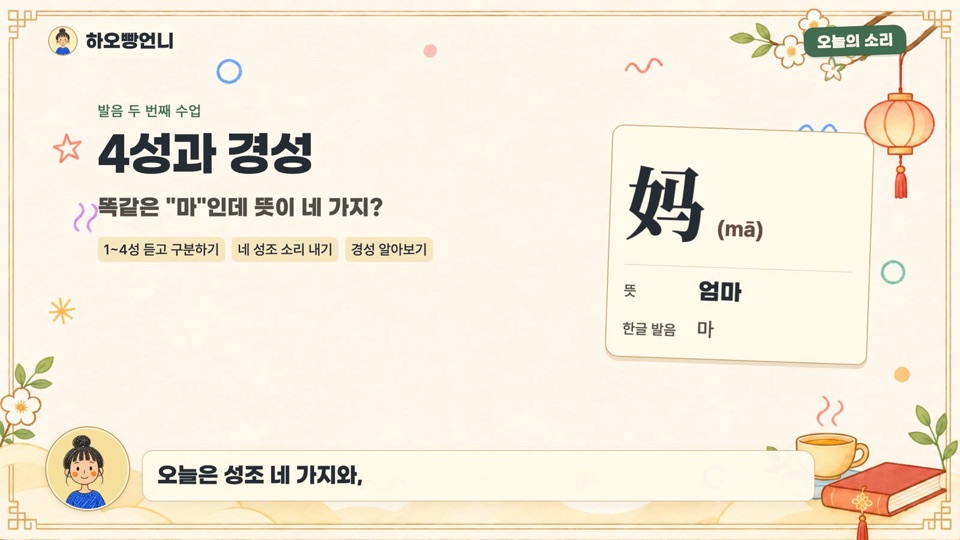 하오빵언니
오늘의 소리
발음 두 번째 수업
4성과 경성
똑같은 "마"인데 뜻이 네 가지?
1~4성 듣고 구분하기
네 성조 소리 내기
경성 알아보기
妈 (mā)
뜻 엄마
한글 발음 마
오늘은 성조 네 가지와,